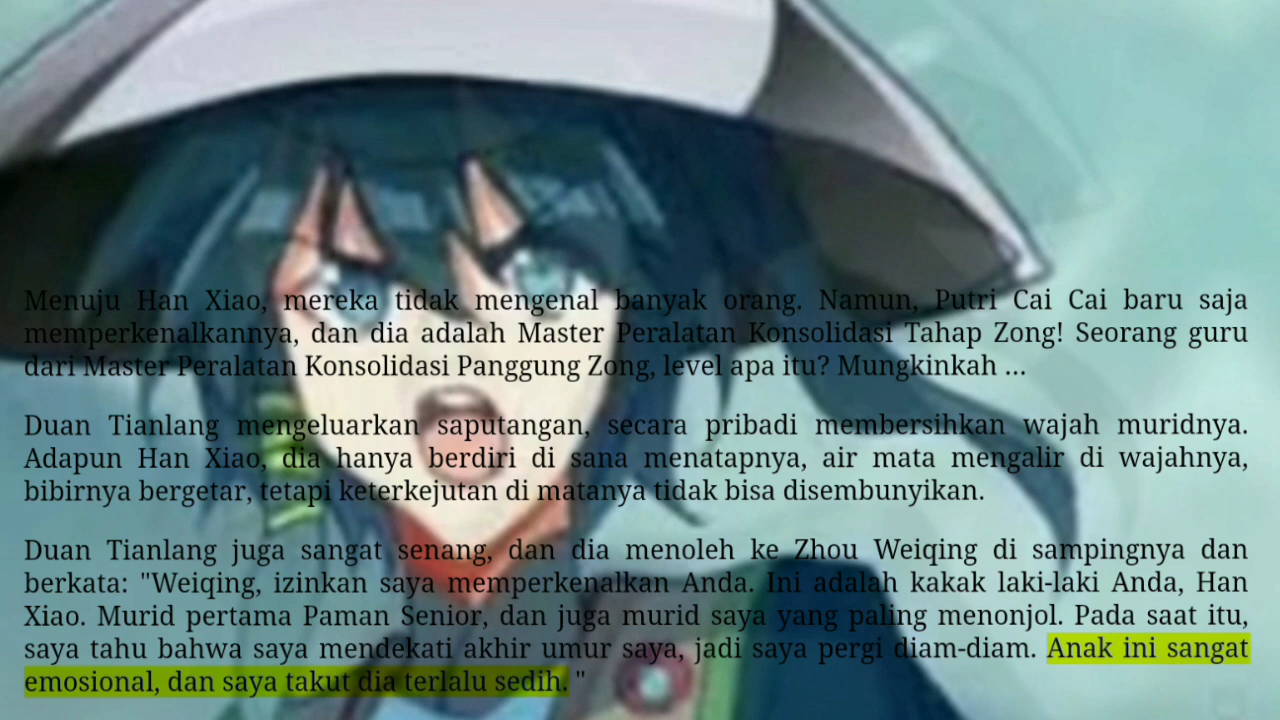 Menuju Han Xiao, mereka tidak mengenal banyak orang. Namun, Putri Cai Cai baru saja
memperkenalkannya, dan dia adalah Master Peralatan Konsolidasi Tahap Zong! Seorang guru
dari Master Peralatan Konsolidasi Panggung Zong, level apa itu? Mungkinkah ...
Duan Tianlang mengeluarkan saputangan, secara pribadi membersihkan wajah muridnya.
Adapun Han Xiao, dia hanya berdiri di sana menatapnya, air mata mengalir di wajahnya,
bibirnya bergetar, tetapi keterkejutan di matanya tidak bisa disembunyikan.
Duan Tianlang juga sangat senang, dan dia menoleh ke Zhou Weiqing di sampingnya dan
berkata: "Weiqing, izinkan saya memperkenalkan Anda. Ini adalah kakak laki-laki Anda, Han
Xiao. Murid pertama Paman Senior, dan juga murid saya yang paling menonjol. Pada saat itu,
saya tahu bahwa saya mendekati akhir umur saya, jadi saya pergi diam-diam. Anak ini sangat
emosional, dan saya takut dia terlalu sedih. "